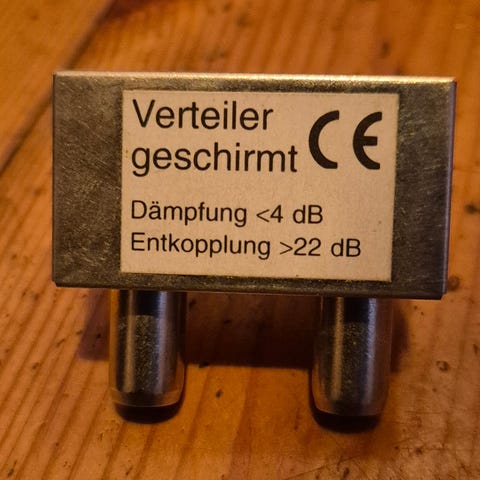 Verteiler
geschirmt CE
Dämpfung <4 dB
Entkopplung >22 dB